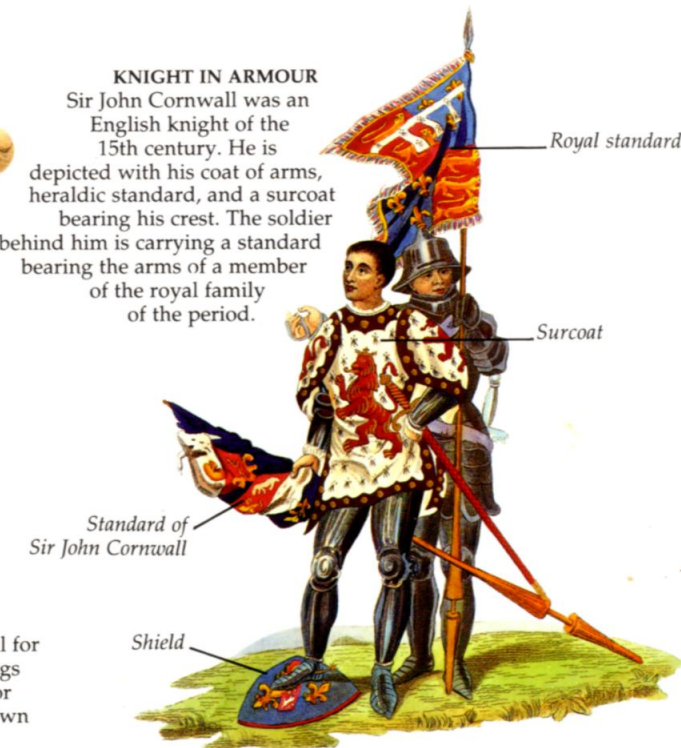 KNIGHT IN ARMOUR
Sir John Cornwall was an
English knight of the
15th century. He is
depicted with his coat of arms,
heraldic standard, and a surcoat
bearing his crest. The soldier
behind him is carrying a standard
bearing the arms of a member
of the royal family
of the period.
Royal standard
Surcoat
Standard of
Sir John Cornwall
Shield
for